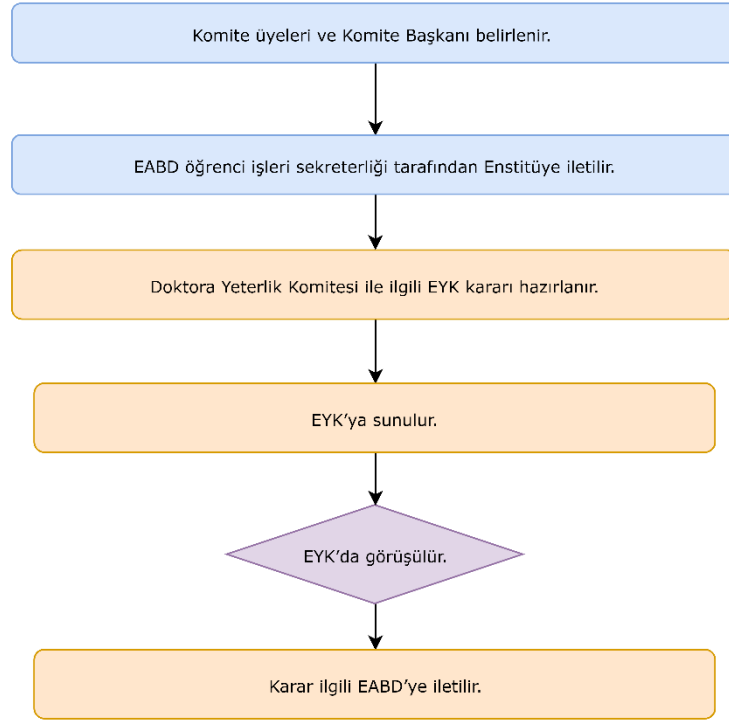 Komite üyeleri ve Komite Başkanı belirlenir.
EABD öğrenci işleri sekreterliği tarafından Enstitüye iletilir.
Doktora Yeterlik Komitesi ile ilgili EYK kararı hazırlanır.
EYK’ya sunulur.
EYK’da görüşülür.
Karar ilgili EABD’ye iletilir.